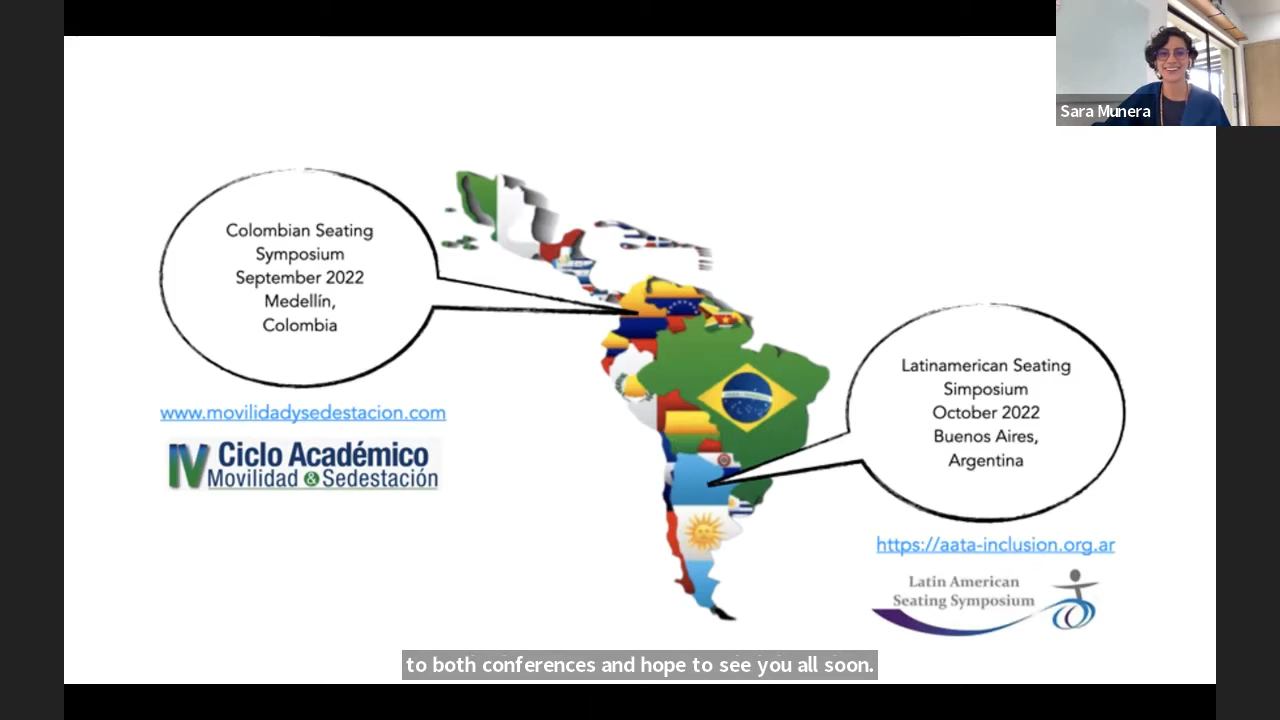 Sara Munera
Colombian Seating
Symposium
September 2022
Medellín,
Colombia
www.movilidadysedestacion.com
IV Ciclo Académico
Movilidad & Sedestación
Latinamerican Seating
Simposium
October 2022
Buenos Aires,
Argentina
https://aata-inclusion.org.ar
Latin American
Seating Symposium
to both conferences and hope to see you all soon.